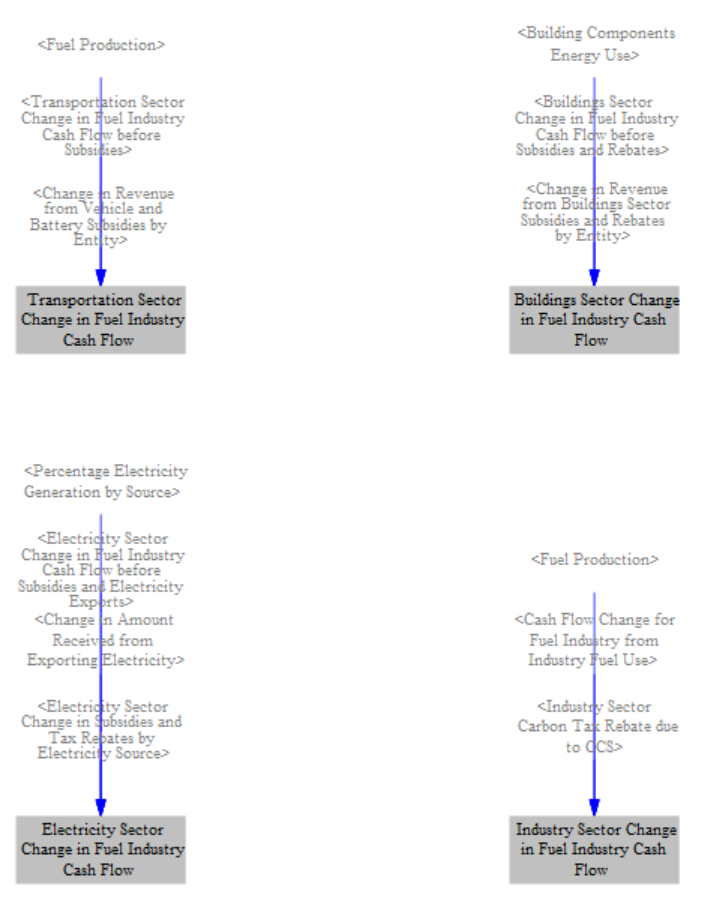 <Fuel Production>
<Transportation Sector
Change in Fuel Industry
Cash Flow before
Subsidies>
<Change in Revenue
from Vehicle and
Battery Subsidies by
Entity>
Transportation Sector
Change in Fuel Industry
Cash Flow
<Building Components
Energy Use>
<Buildings Sector
Change in Fuel Industry
Cash Flow before
Subsidies and Rebates>
<Change in Revenue
from Buildings Sector
Subsidies and Rebates
by Entity>
Buildings Sector Change
in Fuel Industry Cash
Flow
<Percentage Electricity
Generation by Source>
<Electricity Sector
Change in Fuel Industry
Cash Flow before
Subsidies and Electricity
Exports>
<Change in Amount
Received from
Exporting Electricity>
<Electricity Sector
Change in Subsidies and
Tax Rebates by
Electricity Source>
Electricity Sector
Change in Fuel Industry
Cash Flow
<Fuel Production>
<Cash Flow Change for
Fuel Industry from
Industry Fuel Use>
<Industry Sector
Carbon Tax Rebate due
to CCS>
Industry Sector Change
in Fuel Industry Cash
Flow